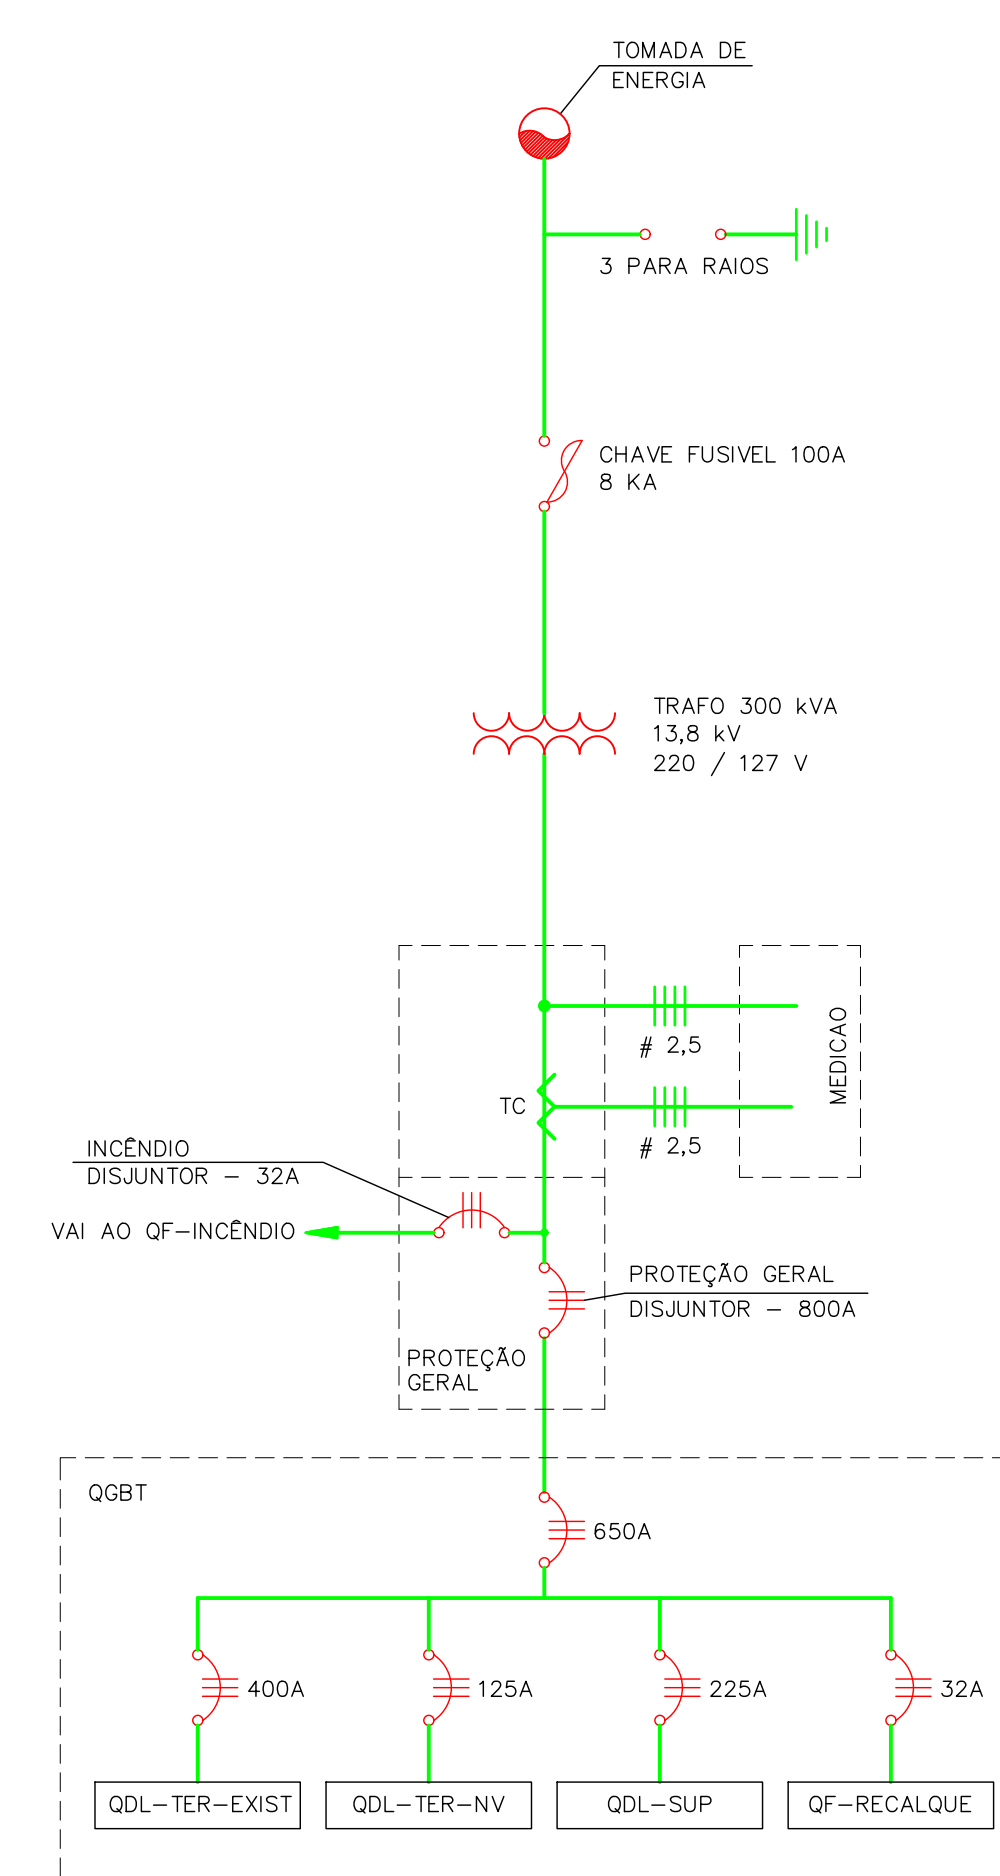 TOMADA DE
ENERGIA
3 PARA RAIOS
CHAVE FUSIVEL 100A
8 KA
TRAFO 300 kVA
13,8 kV
220 / 127 V
MEDICAO
# 2,5
TC
# 2,5
INCÊNDIO
DISJUNTOR - 32A
VAI AO QF-INCÊNDIO
PROTEÇÃO GERAL
DISJUNTOR - 800A
PROTEÇÃO
GERAL
QGBT
650A
400A
125A
225A
32A
QDL-TER-EXIST
QDL-TER-NV
QDL-SUP
QF-RECALQUE